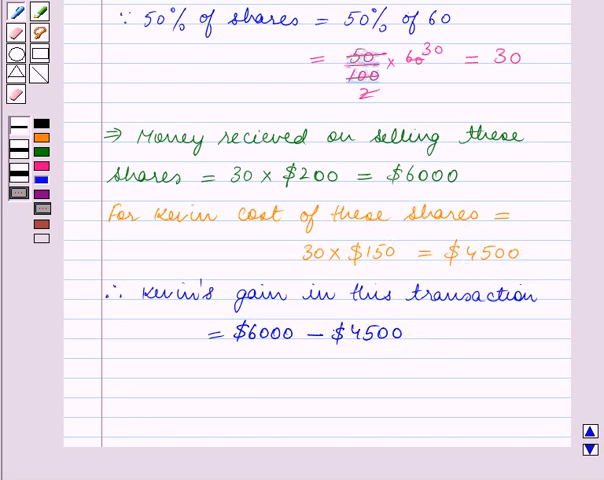 ∵ 50% of shares = 50% of 60
= 50/100 2 × 60 30 = 30
⇒ Money recieved on selling these
shares = 30 × $200 = $6000
For Kevin cost of these shares =
30 × $150 = $4500
∴ Kevin's gain in this transaction
= $6000 – $4500